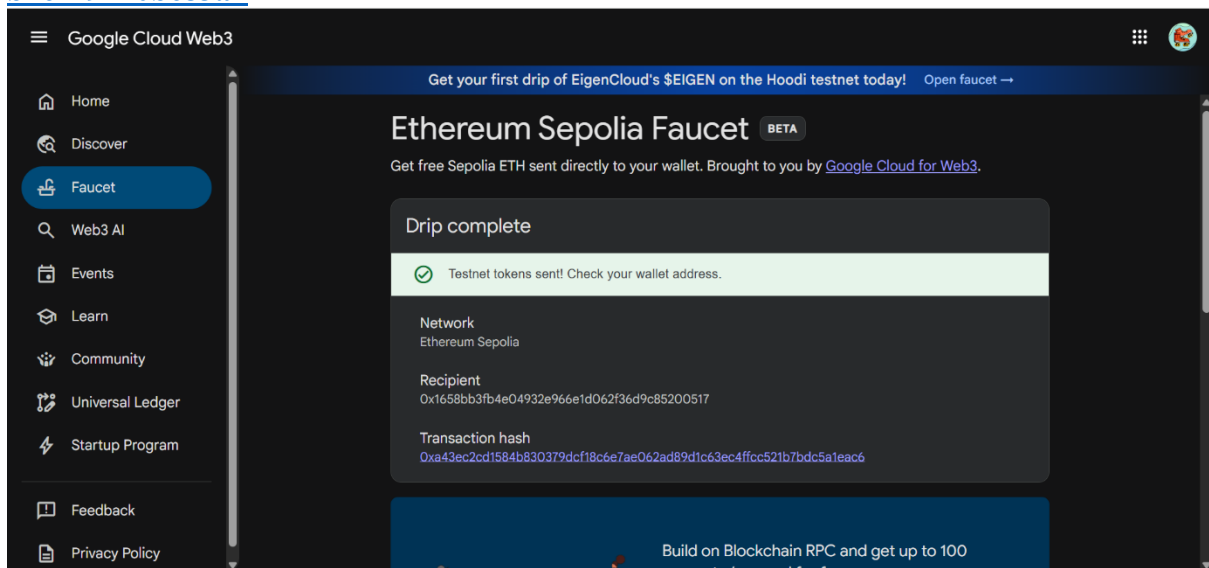 Google Cloud Web3
Get your first drip of EigenCloud's $EIGEN on the Hoodi testnet today! Open faucet →
Home
Discover
Faucet
Web3 AI
Events
Learn
Community
Universal Ledger
Startup Program
Feedback
Privacy Policy
Ethereum Sepolia Faucet BETA
Get free Sepolia ETH sent directly to your wallet. Brought to you by Google Cloud for Web3.
Drip complete
Testnet tokens sent! Check your wallet address.
Network
Ethereum Sepolia
Recipient
0x1658bb3fb4e04932e966e1d062f36d9c85200517
Transaction hash
0xa43ec2cd1584b830379dcf18c6e7ae062ad89d1c63ec4ffcc521b7bdc5a1eac6
Build on Blockchain RPC and get up to 100